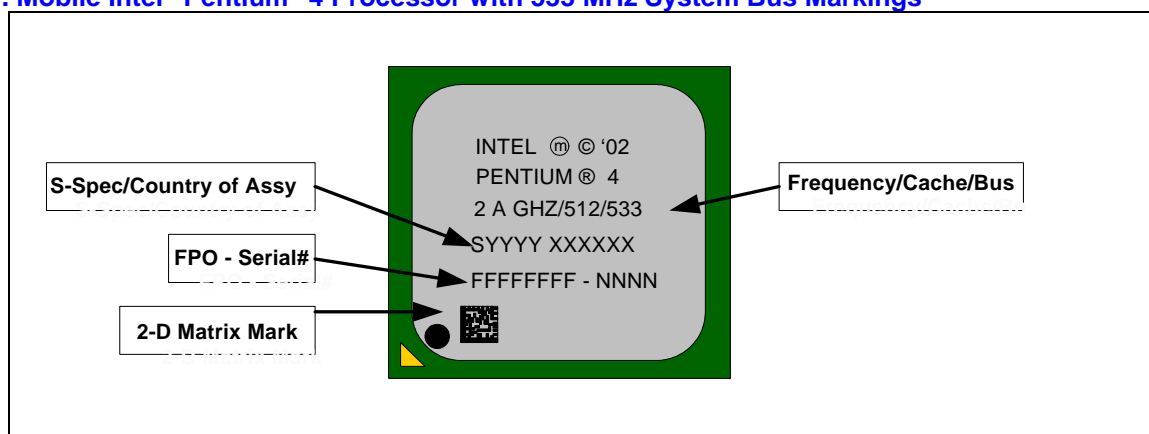 . Mobile Intel Pentium 4 Processor with 533 MHz System Bus Markings
INTEL ⓜ © ‘02
PENTIUM ® 4
2 A GHZ/512/533
SYYYY XXXXXX
FFFFFFFF - NNNN
S-Spec/Country of Assy
FPO - Serial#
2-D Matrix Mark
Frequency/Cache/Bus